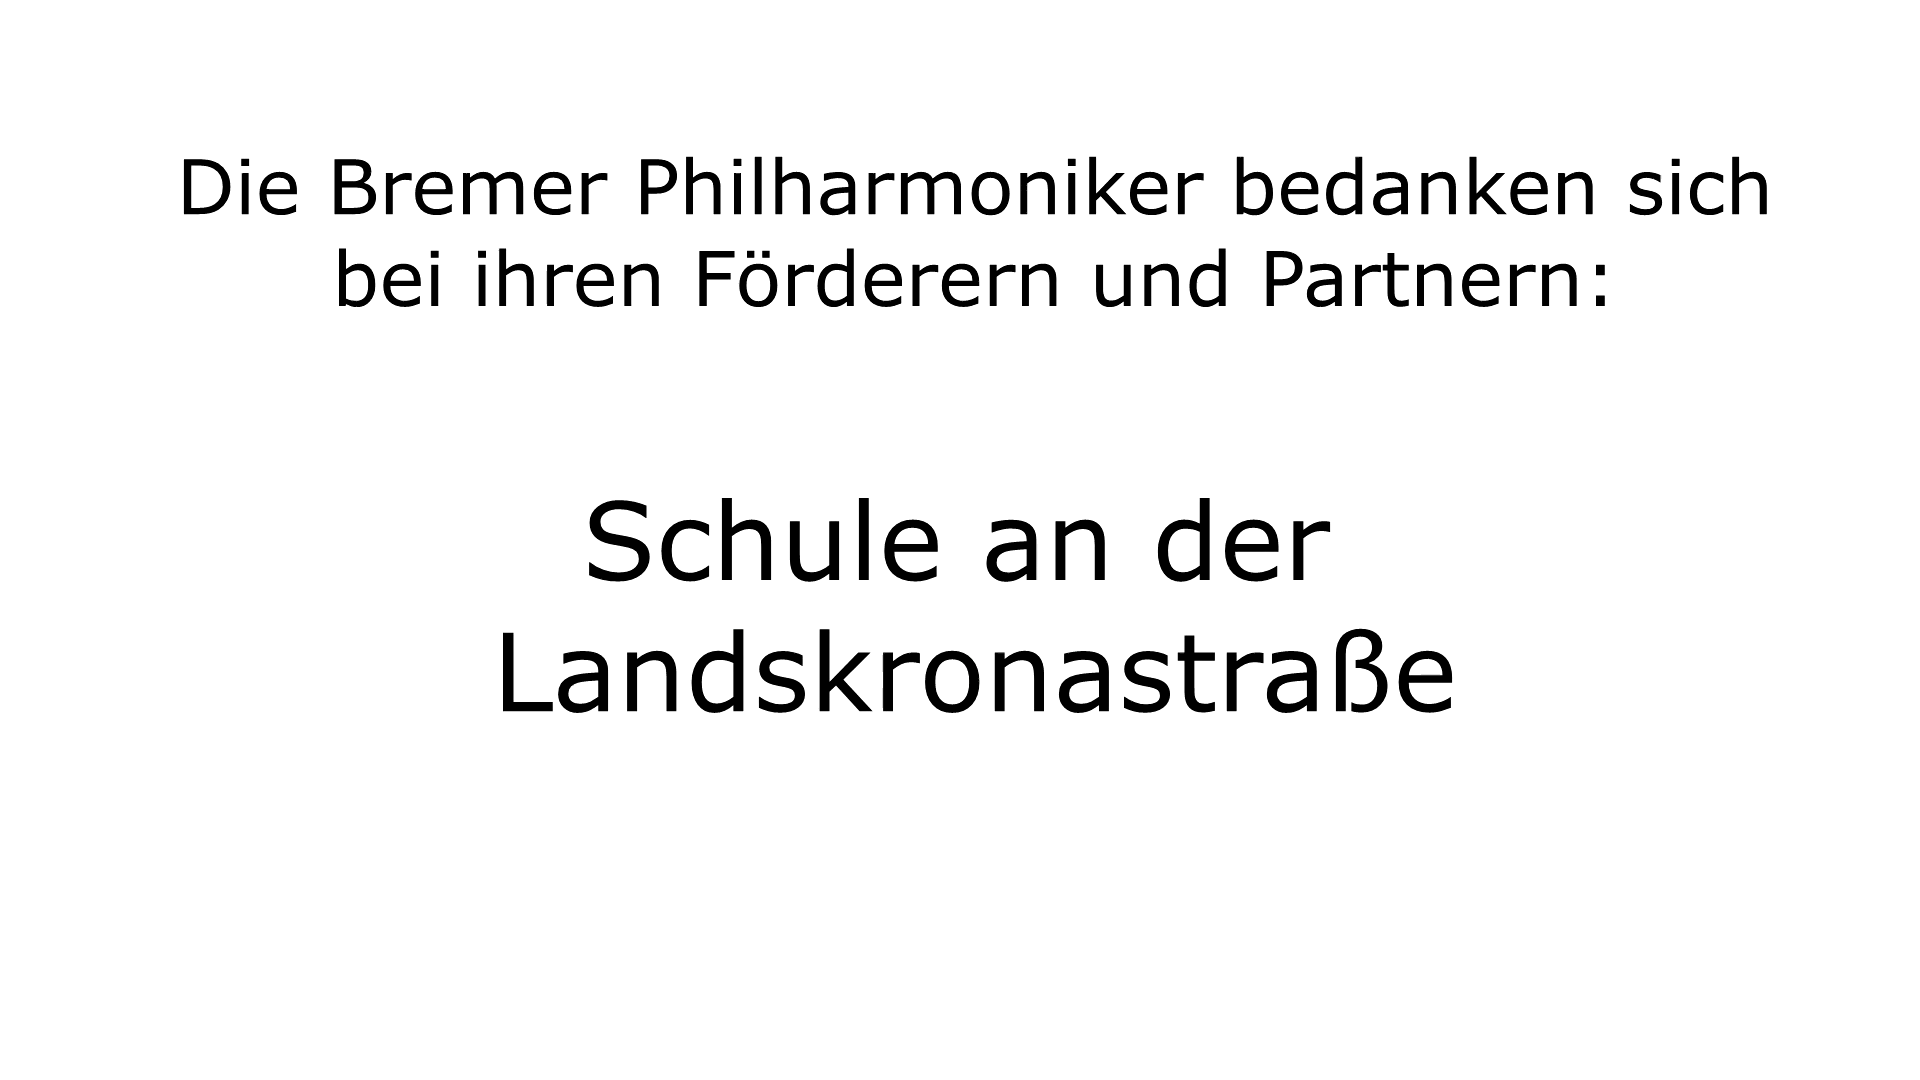 Die Bremer Philharmoniker bedanken sich
bei ihren Förderern und Partnern:
Schule an der
Landskronastraße